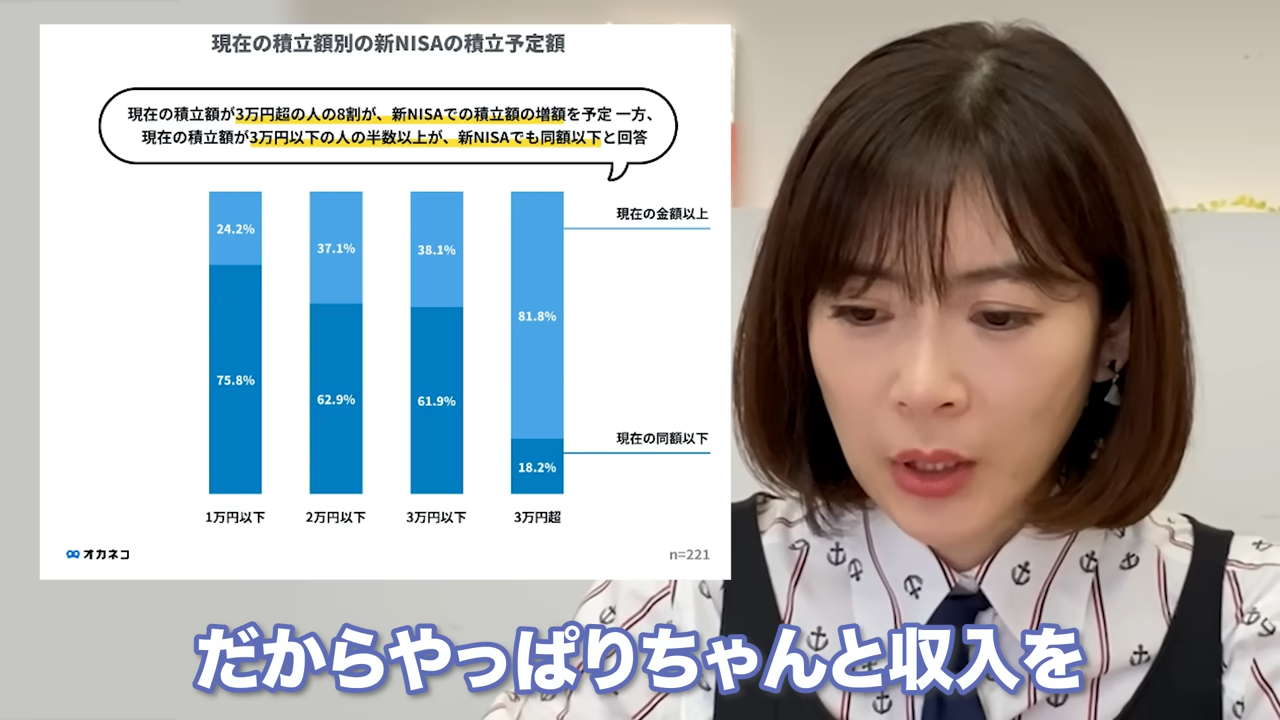 現在の積立額別の新NISAの積立予定額
現在の積立額が3万円超の人の8割が、新NISAでの積立額の増額を予定 一方、
現在の積立額が3万円以下の人の半数以上が、新NISAでも同額以下と回答
24.2%
37.1%
38.1%
81.8%
75.8%
62.9%
61.9%
18.2%
現在の金額以上
現在の同額以下
1万円以下
2万円以下
3万円以下
3万円超
オカネコ
n=221
だからやっぱりちゃんと収入を